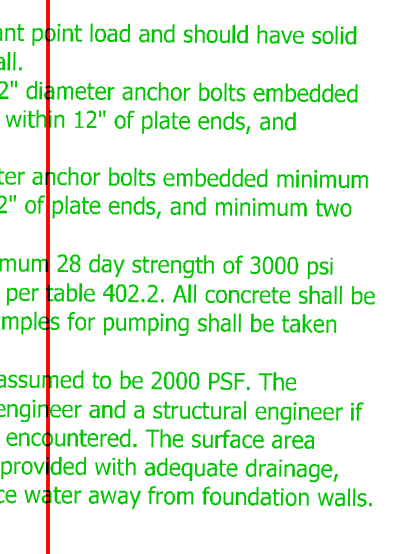 ant point load and should have solid
all.
2" diameter anchor bolts embedded
within 12" of plate ends, and
ter anchor bolts embedded minimum
2" of plate ends, and minimum two
mum 28 day strength of 3000 psi
per table 402.2. All concrete shall be
mples for pumping shall be taken
assumed to be 2000 PSF. The
engineer and a structural engineer if
encountered. The surface area
provided with adequate drainage,
ce water away from foundation walls.